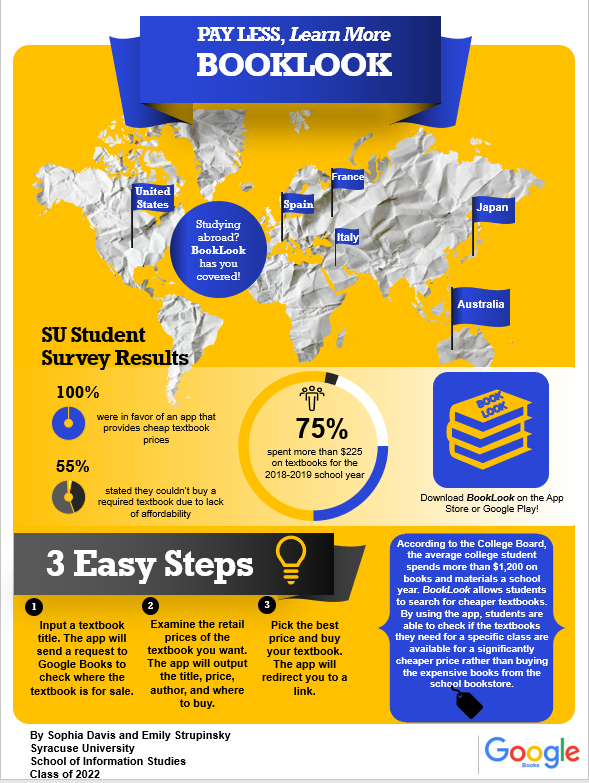 PAY LESS, Learn More
BOOKLOOK
United
States
France
Spain
Italy
Japan
Australia
Studying
abroad?
BookLook
has you
covered!
SU Student
Survey Results
100%
were in favor of an app that
provides cheap textbook
prices
55%
stated they couldn't buy a
required textbook due to lack
of affordability
75%
spent more than $225
on textbooks for the
2018-2019 school year
BOOK
LOOK
Download BookLook on the App
Store or Google Play!
3 Easy Steps
1
Input a textbook
title. The app will
send a request to
Google Books to
check where the
textbook is for sale.
2
Examine the retail
prices of the
textbook you want.
The app will output
the title, price,
author, and where
to buy.
3
Pick the best
price and buy
your textbook.
The app will
redirect you to a
link.
According to the College Board,
the average college student
spends more than $1,200 on
books and materials a school
year. BookLook allows students
to search for cheaper textbooks.
By using the app, students are
able to check if the textbooks
they need for a specific class are
available for a significantly
cheaper price rather than buying
the expensive books from the
school bookstore.
By Sophia Davis and Emily Strupinsky
Syracuse University
School of Information Studies
Class of 2022
Google
Books